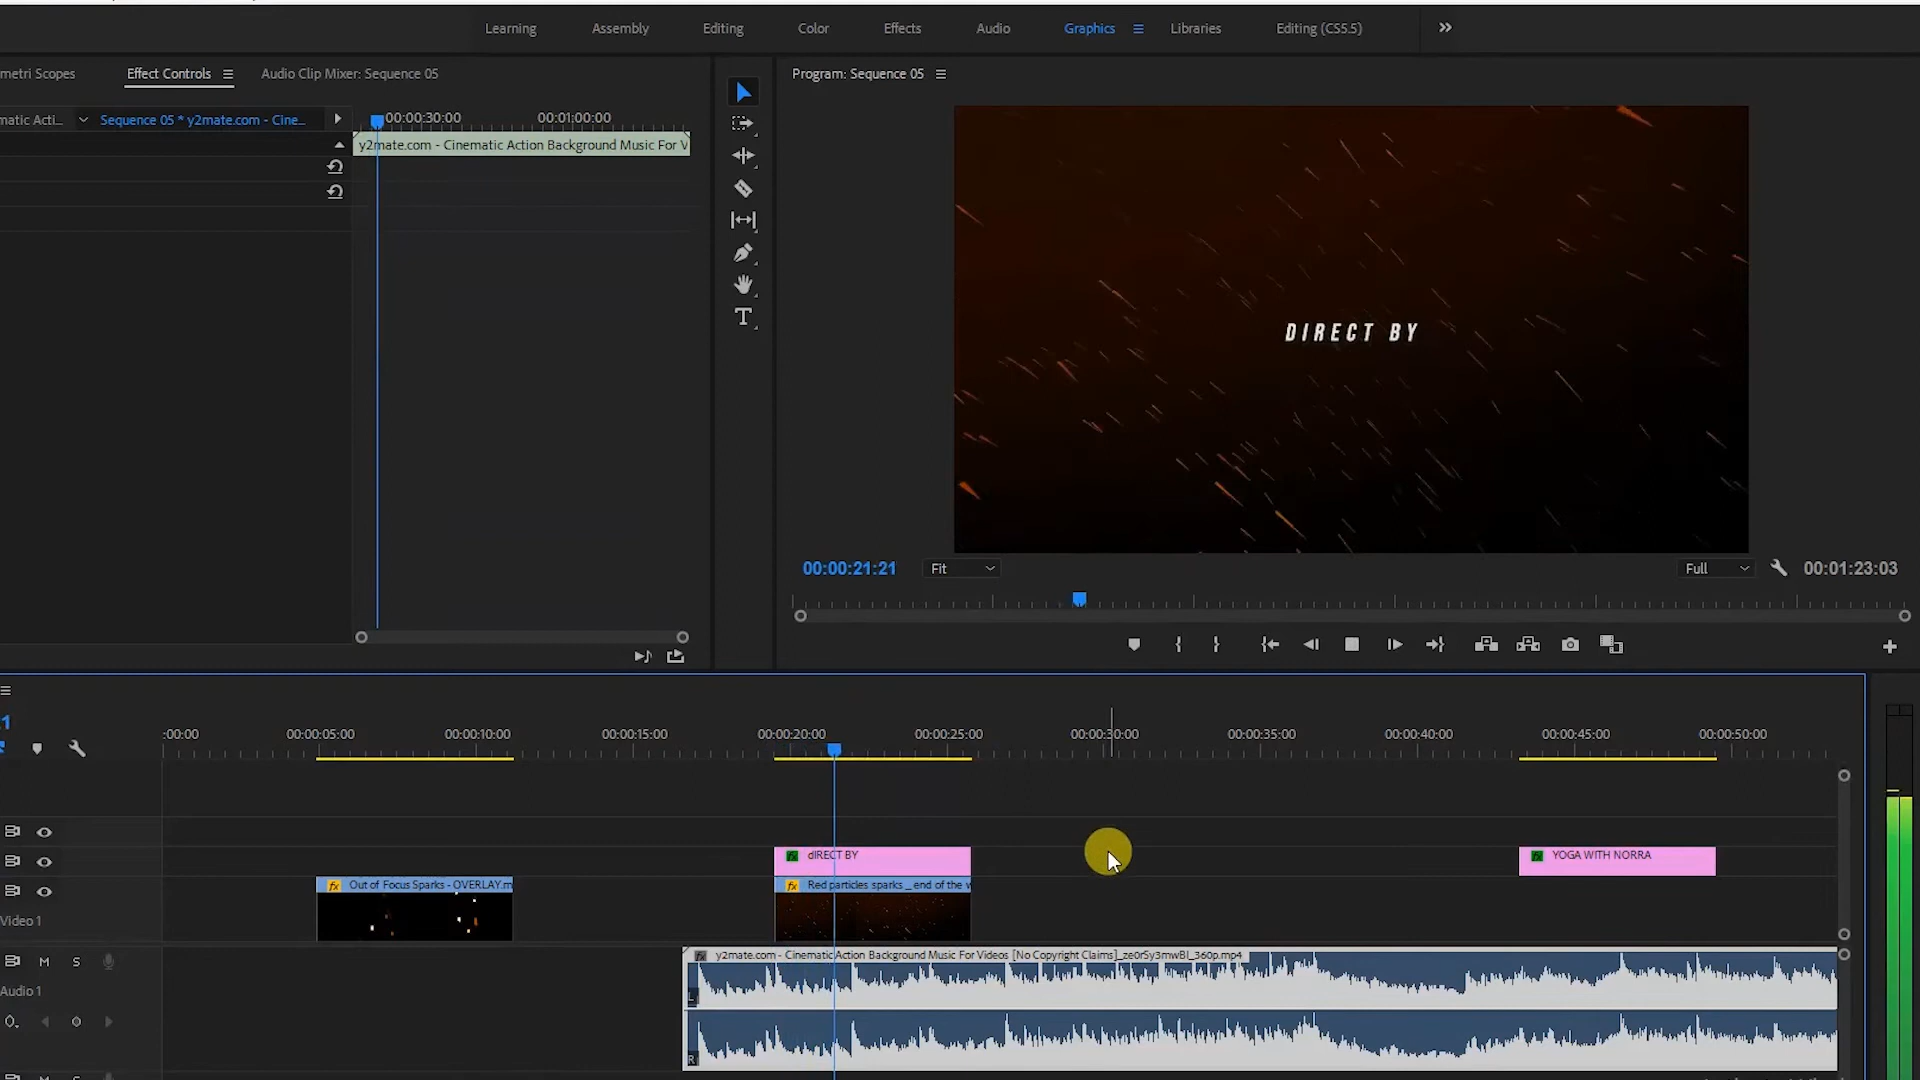 Learning Assembly Editing Color Effects Audio Graphics Libraries Editing (CS5.5)
metri Scopes Effect Controls Audio Clip Mixer: Sequence 05
Program: Sequence 05
matic Acti... Sequence 05 * y2mate.com - Cine...
00:00:30:00 00:01:00:00
y2mate.com - Cinematic Action Background Music For V
DIRECT BY
00:00:21:21 Fit Full 00:01:23:03
1
:00:00 00:00:05:00 00:00:10:00 00:00:15:00 00:00:20:00 00:00:25:00 00:00:30:00 00:00:35:00 00:00:40:00 00:00:45:00 00:00:50:00
dIRECT BY YOGA WITH NORRA
Out of Focus Sparks - OVERLAY.m Red particles sparks _ end of the w
Video 1
y2mate.com - Cinematic Action Background Music For Videos [No Copyright Claims]_ze0rSy3mwBI_360p.mp4
M S
L
Audio 1
R